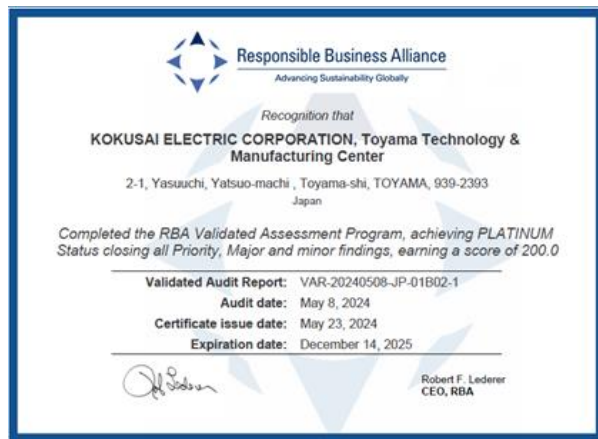 Responsible Business Alliance
Advancing Sustainability Globally
Recognition that
KOKUSAI ELECTRIC CORPORATION, Toyama Technology &
Manufacturing Center
2-1, Yasuuchi, Yatsuo-machi , Toyama-shi, TOYAMA, 939-2393
Japan
Completed the RBA Validated Assessment Program, achieving PLATINUM
Status closing all Priority, Major and minor findings, earning a score of 200.0
Validated Audit Report: VAR-20240508-JP-01B02-1
Audit date: May 8, 2024
Certificate issue date: May 23, 2024
Expiration date: December 14, 2025
Robert F. Lederer
CEO, RBA